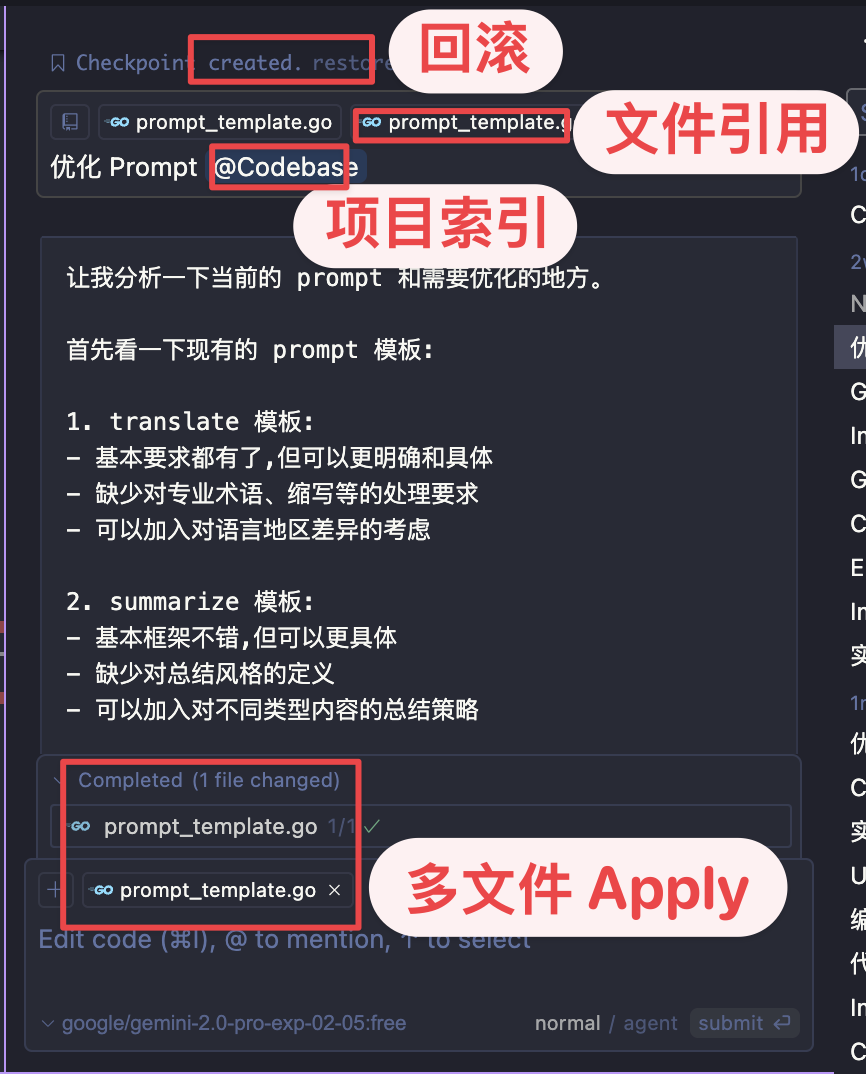 Checkpoint created. restore
回滚
prompt_template.go
prompt_template.g
文件引用
优化 Prompt @Codebase
项目索引
让我分析一下当前的 prompt 和需要优化的地方。
首先看一下现有的 prompt 模板:
1. translate 模板:
- 基本要求都有了,但可以更明确和具体
- 缺少对专业术语、缩写等的处理要求
- 可以加入对语言地区差异的考虑
2. summarize 模板:
- 基本框架不错,但可以更具体
- 缺少对总结风格的定义
- 可以加入对不同类型内容的总结策略
Completed (1 file changed)
prompt_template.go 1/1
prompt_template.go ×
多文件 Apply
Edit code (⌘I), @ to mention, ↑ to select
google/gemini-2.0-pro-exp-02-05:free
normal / agent submit